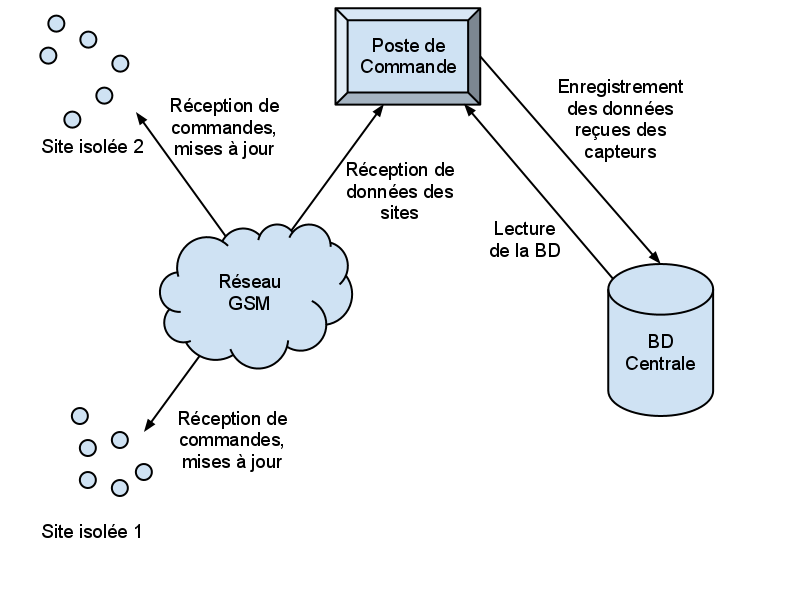 Poste de
Commande
Enregistrement
des données
reçues des
capteurs
Réception de
commandes,
mises à jour
Site isolée 2
Réception de
données des
sites
Lecture
de la BD
Réseau
GSM
BD
Centrale
Réception de
commandes,
mises à jour
Site isolée 1